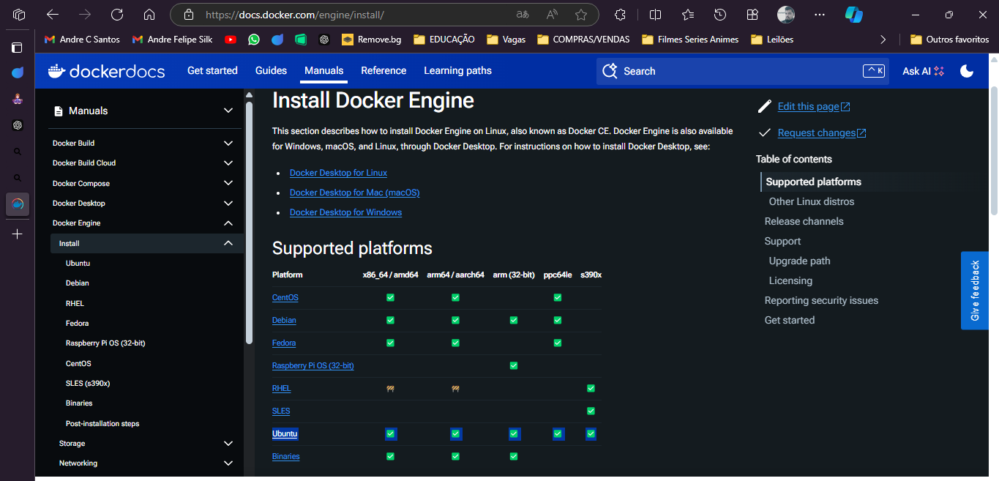 https://docs.docker.com/engine/install/
Andre C Santos
Andre Felipe Silk
Remove.bg
EDUCAÇÃO
Vagas
COMPRAS/VENDAS
Filmes Series Animes
Leilões
Outros favoritos
dockerdocs
Get started
Guides
Manuals
Reference
Learning paths
Search
K
Ask AI
Manuals
Docker Build
Docker Build Cloud
Docker Compose
Docker Desktop
Docker Engine
Install
Ubuntu
Debian
RHEL
Fedora
Raspberry Pi OS (32-bit)
CentOS
SLES (s390x)
Binaries
Post-installation steps
Storage
Networking
Install Docker Engine
This section describes how to install Docker Engine on Linux, also known as Docker CE. Docker Engine is also available
for Windows, macOS, and Linux, through Docker Desktop. For instructions on how to install Docker Desktop, see:
Docker Desktop for Linux
Docker Desktop for Mac (macOS)
Docker Desktop for Windows
Supported platforms
Platform x86_64 / amd64 arm64 / aarch64 arm (32-bit) ppc64le s390x
CentOS ✅ ✅ ✅
Debian ✅ ✅ ✅ ✅
Fedora ✅ ✅ ✅
Raspberry Pi OS (32-bit) ✅
RHEL 🚧 🚧 ✅
SLES ✅
Ubuntu ✅ ✅ ✅ ✅ ✅
Binaries ✅ ✅ ✅
Edit this page
Request changes
Table of contents
Supported platforms
Other Linux distros
Release channels
Support
Upgrade path
Licensing
Reporting security issues
Get started
Give feedback